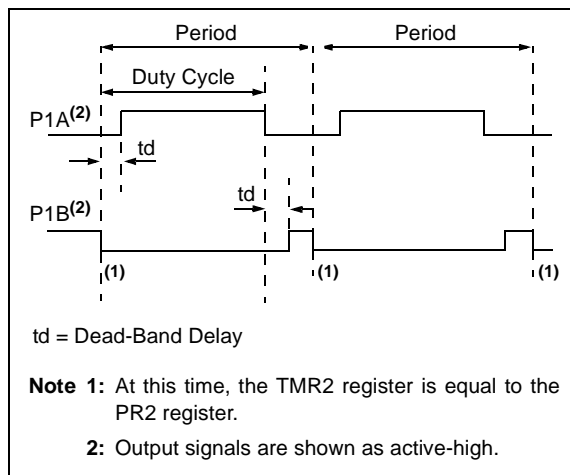 Period Period
Duty Cycle
P1A(2)
td
td
P1B(2)
(1) (1) (1)
td = Dead-Band Delay
Note 1: At this time, the TMR2 register is equal to the
PR2 register.
2: Output signals are shown as active-high.